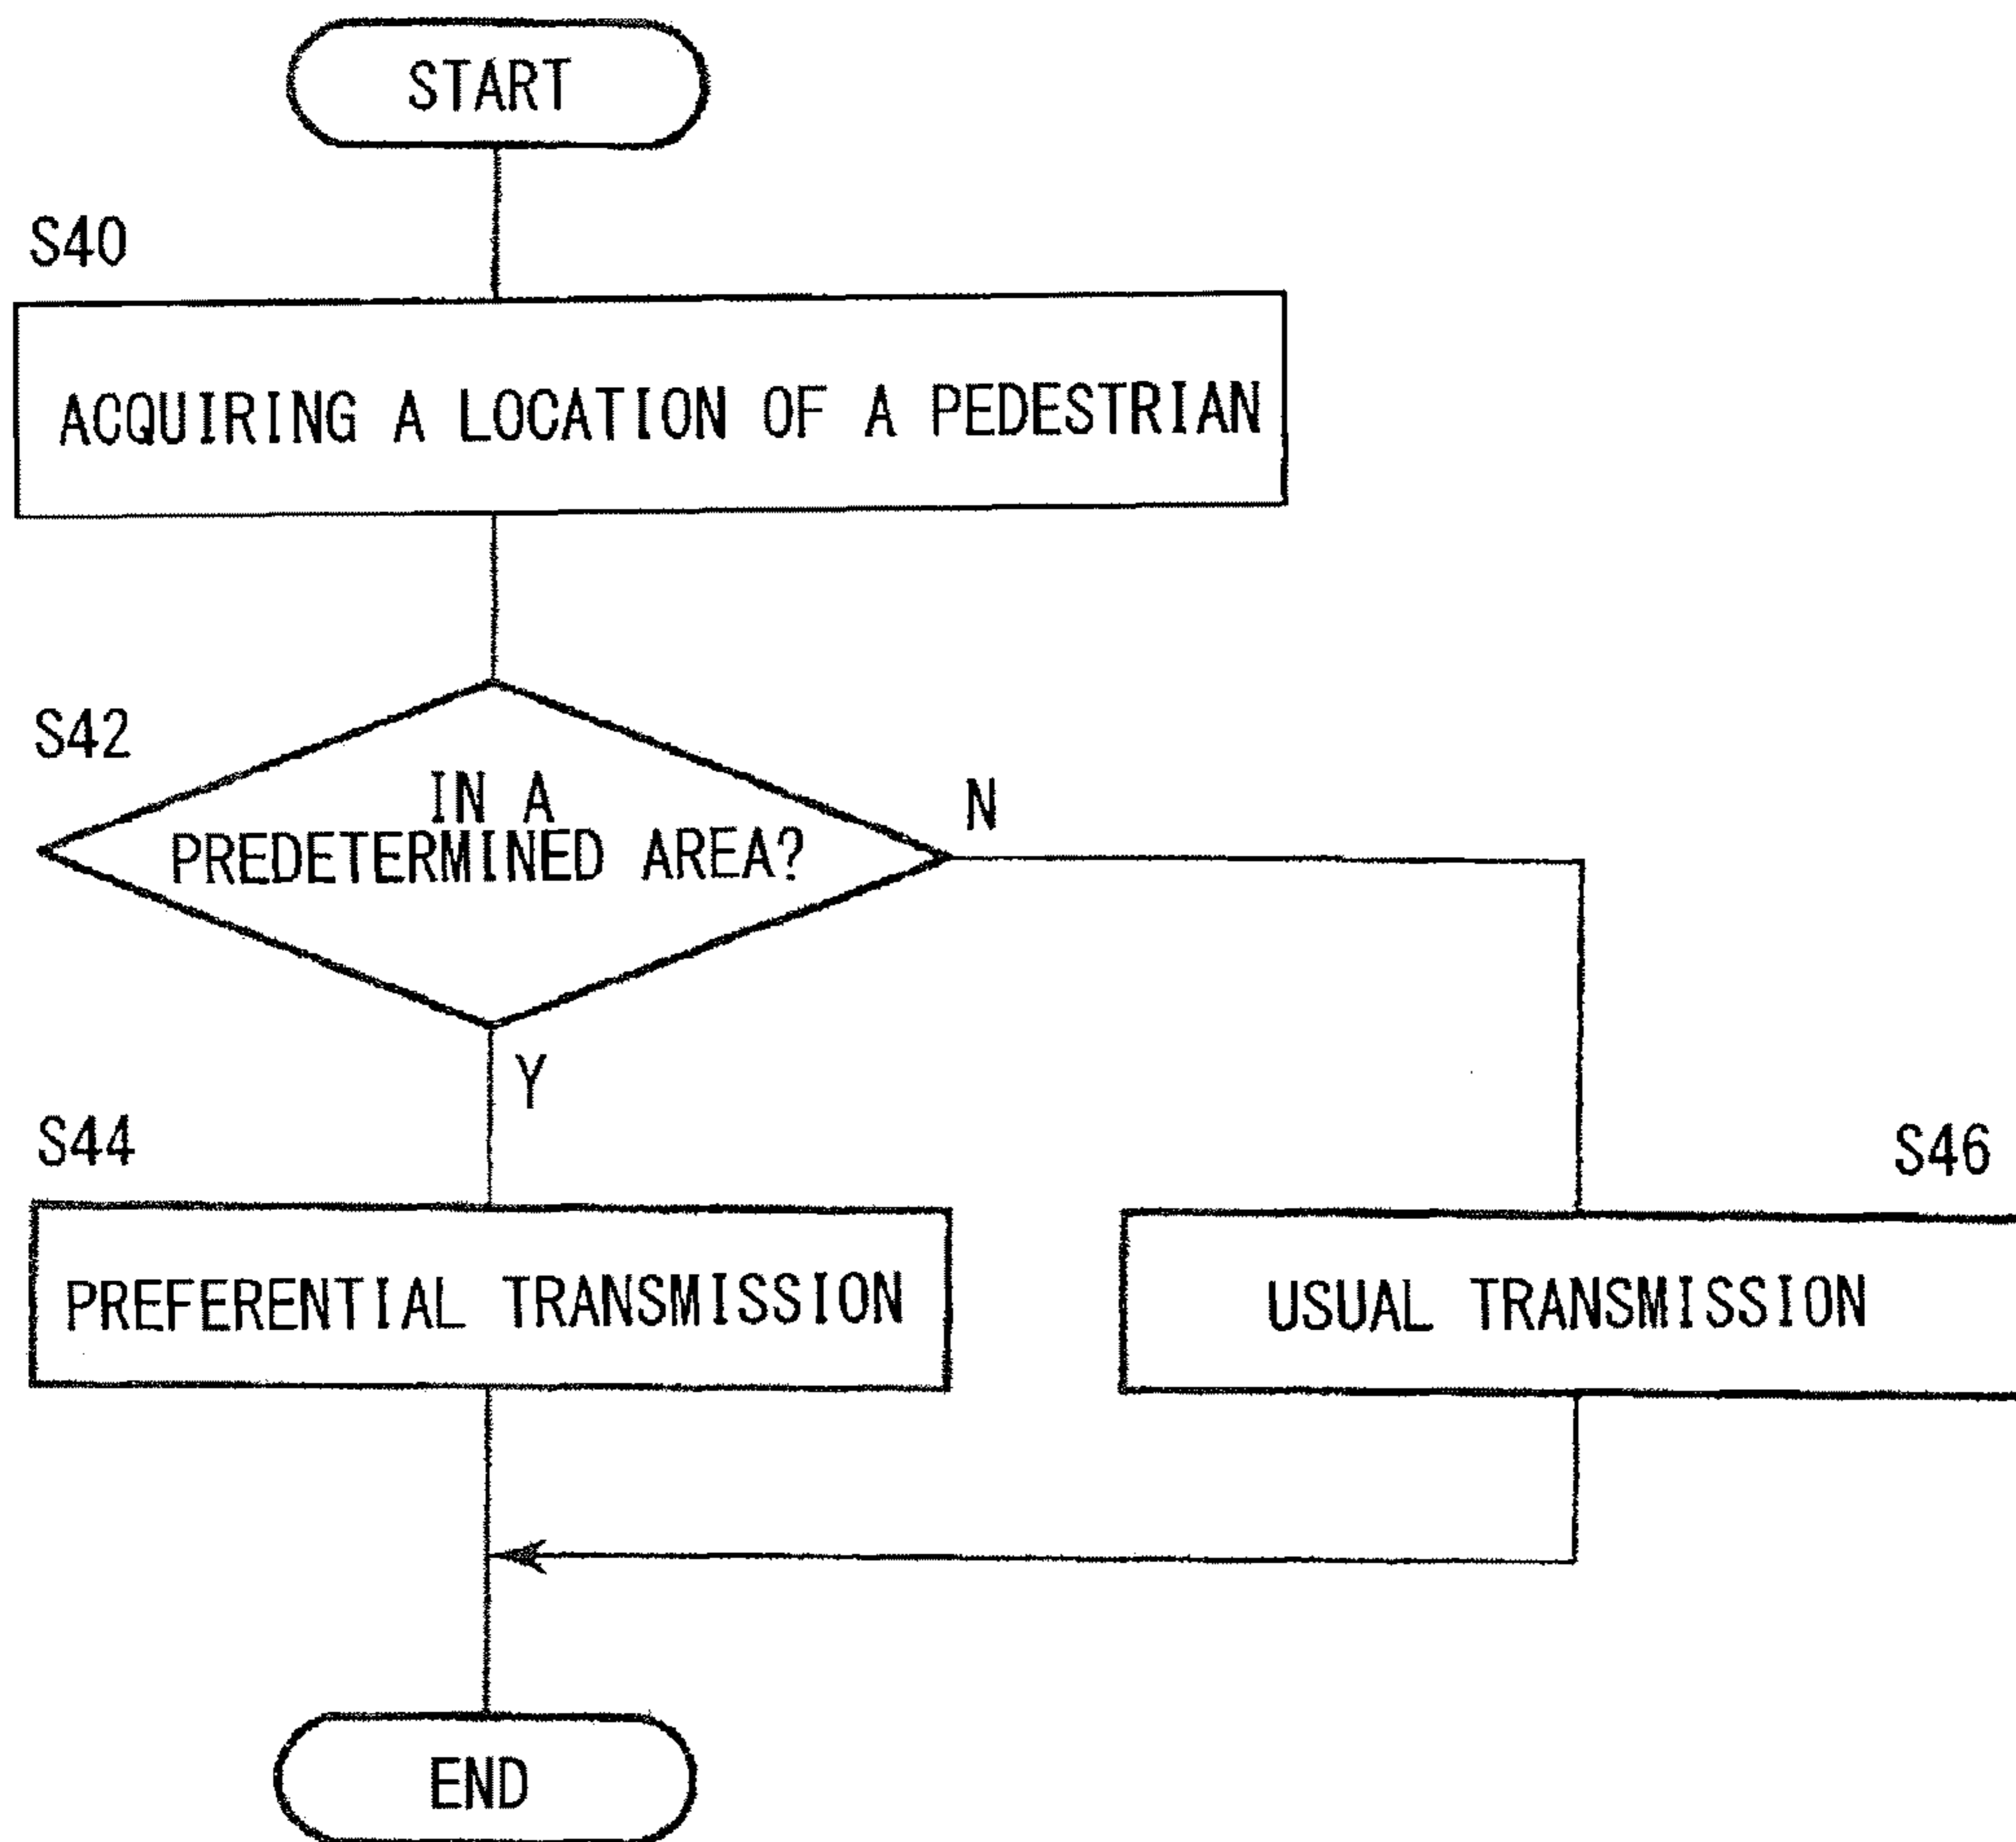 START
S40
ACQUIRING A LOCATION OF A PEDESTRIAN
S42
IN A
PREDETERMINED AREA?
N
Y
S44
PREFERENTIAL TRANSMISSION
S46
USUAL TRANSMISSION
END